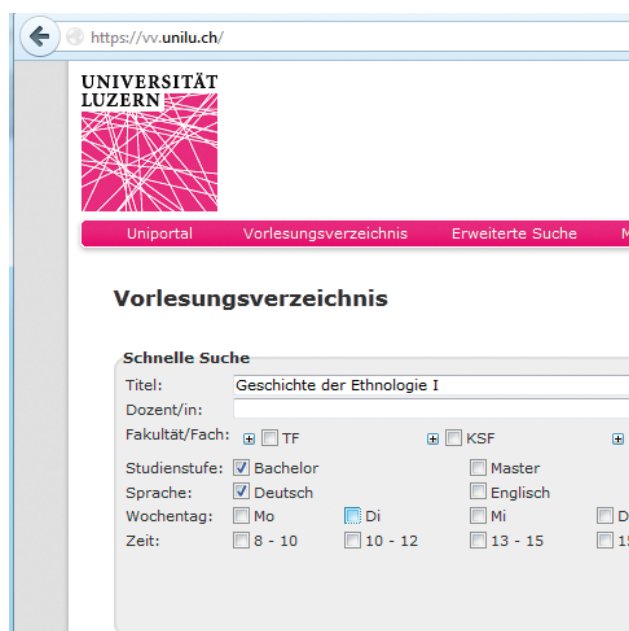 https://vv.unilu.ch/
UNIVERSITÄT
LUZERN
Uniportal Vorlesungsverzeichnis Erweiterte Suche M
Vorlesungsverzeichnis
Schnelle Suche
Titel: Geschichte der Ethnologie I
Dozent/in:
Fakultät/Fach: TF KSF
Studienstufe: Bachelor Master
Sprache: Deutsch Englisch
Wochentag: Mo Di Mi D
Zeit: 8 - 10 10 - 12 13 - 15 15